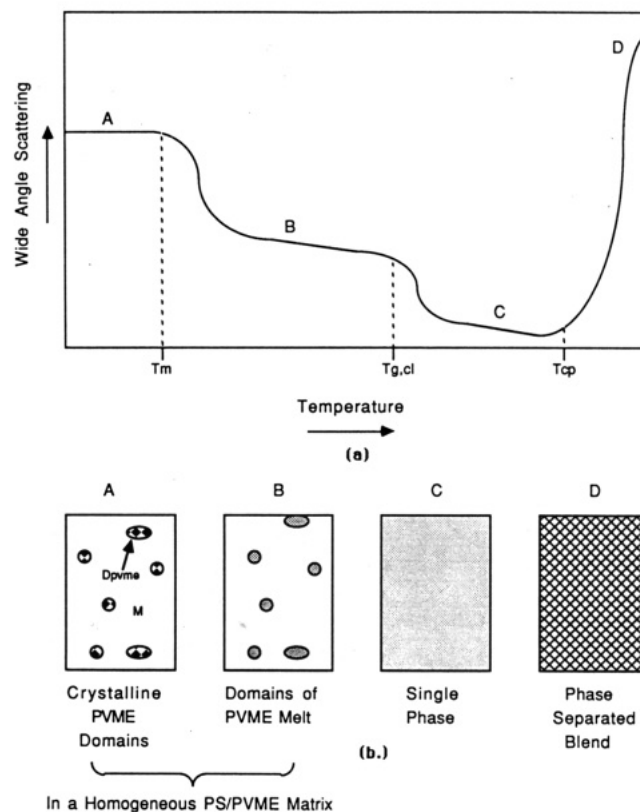 Wide Angle Scattering
A
B
C
D
Tm
Tg,cl
Tcp
Temperature
(a)
A
B
C
D
Dpvme
M
Crystalline
PVME
Domains
Domains of
PVME Melt
Single
Phase
Phase
Separated
Blend
(b.)
In a Homogeneous PS/PVME Matrix